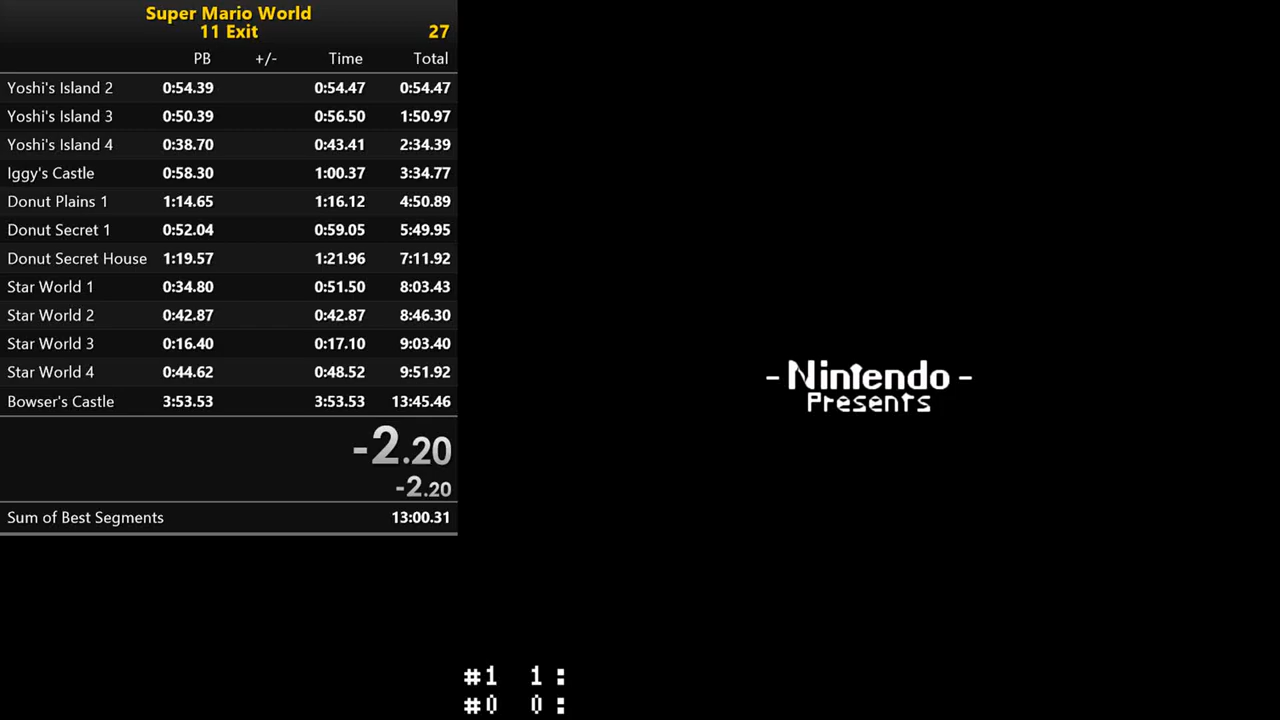 Super Mario World
11 Exit 27
PB +/- Time Total
Yoshi's Island 2 0:54.39 0:54.47 0:54.47
Yoshi's Island 3 0:50.39 0:56.50 1:50.97
Yoshi's Island 4 0:38.70 0:43.41 2:34.39
Iggy's Castle 0:58.30 1:00.37 3:34.77
Donut Plains 1 1:14.65 1:16.12 4:50.89
Donut Secret 1 0:52.04 0:59.05 5:49.95
Donut Secret House 1:19.57 1:21.96 7:11.92
Star World 1 0:34.80 0:51.50 8:03.43
Star World 2 0:42.87 0:42.87 8:46.30
Star World 3 0:16.40 0:17.10 9:03.40
Star World 4 0:44.62 0:48.52 9:51.92
Bowser's Castle 3:53.53 3:53.53 13:45.46
-2.20
-2.20
Sum of Best Segments 13:00.31
-Nintendo-
Presents
#1 1:
#0 0: